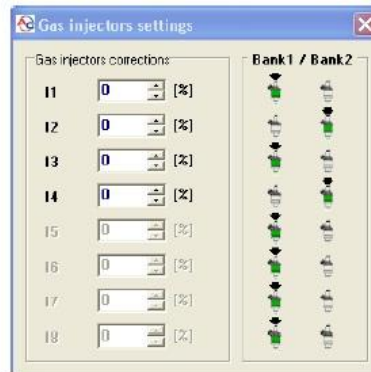 Gas injectors settings
Gas injectors corrections
Bank1 / Bank2
I1 0 [%]
I2 0 [%]
I3 0 [%]
I4 0 [%]
I5 0 [%]
I6 0 [%]
I7 0 [%]
I8 0 [%]